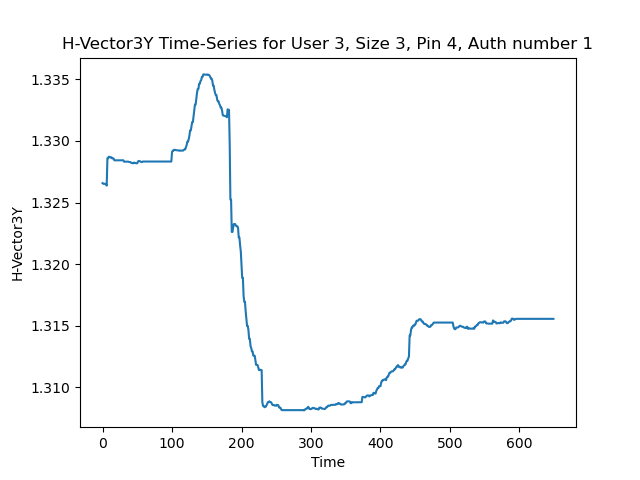 H-Vector3Y Time-Series for User 3, Size 3, Pin 4, Auth number 1
1.335
1.330
1.325
1.320
1.315
1.310
H-Vector3Y
0 100 200 300 400 500 600
Time